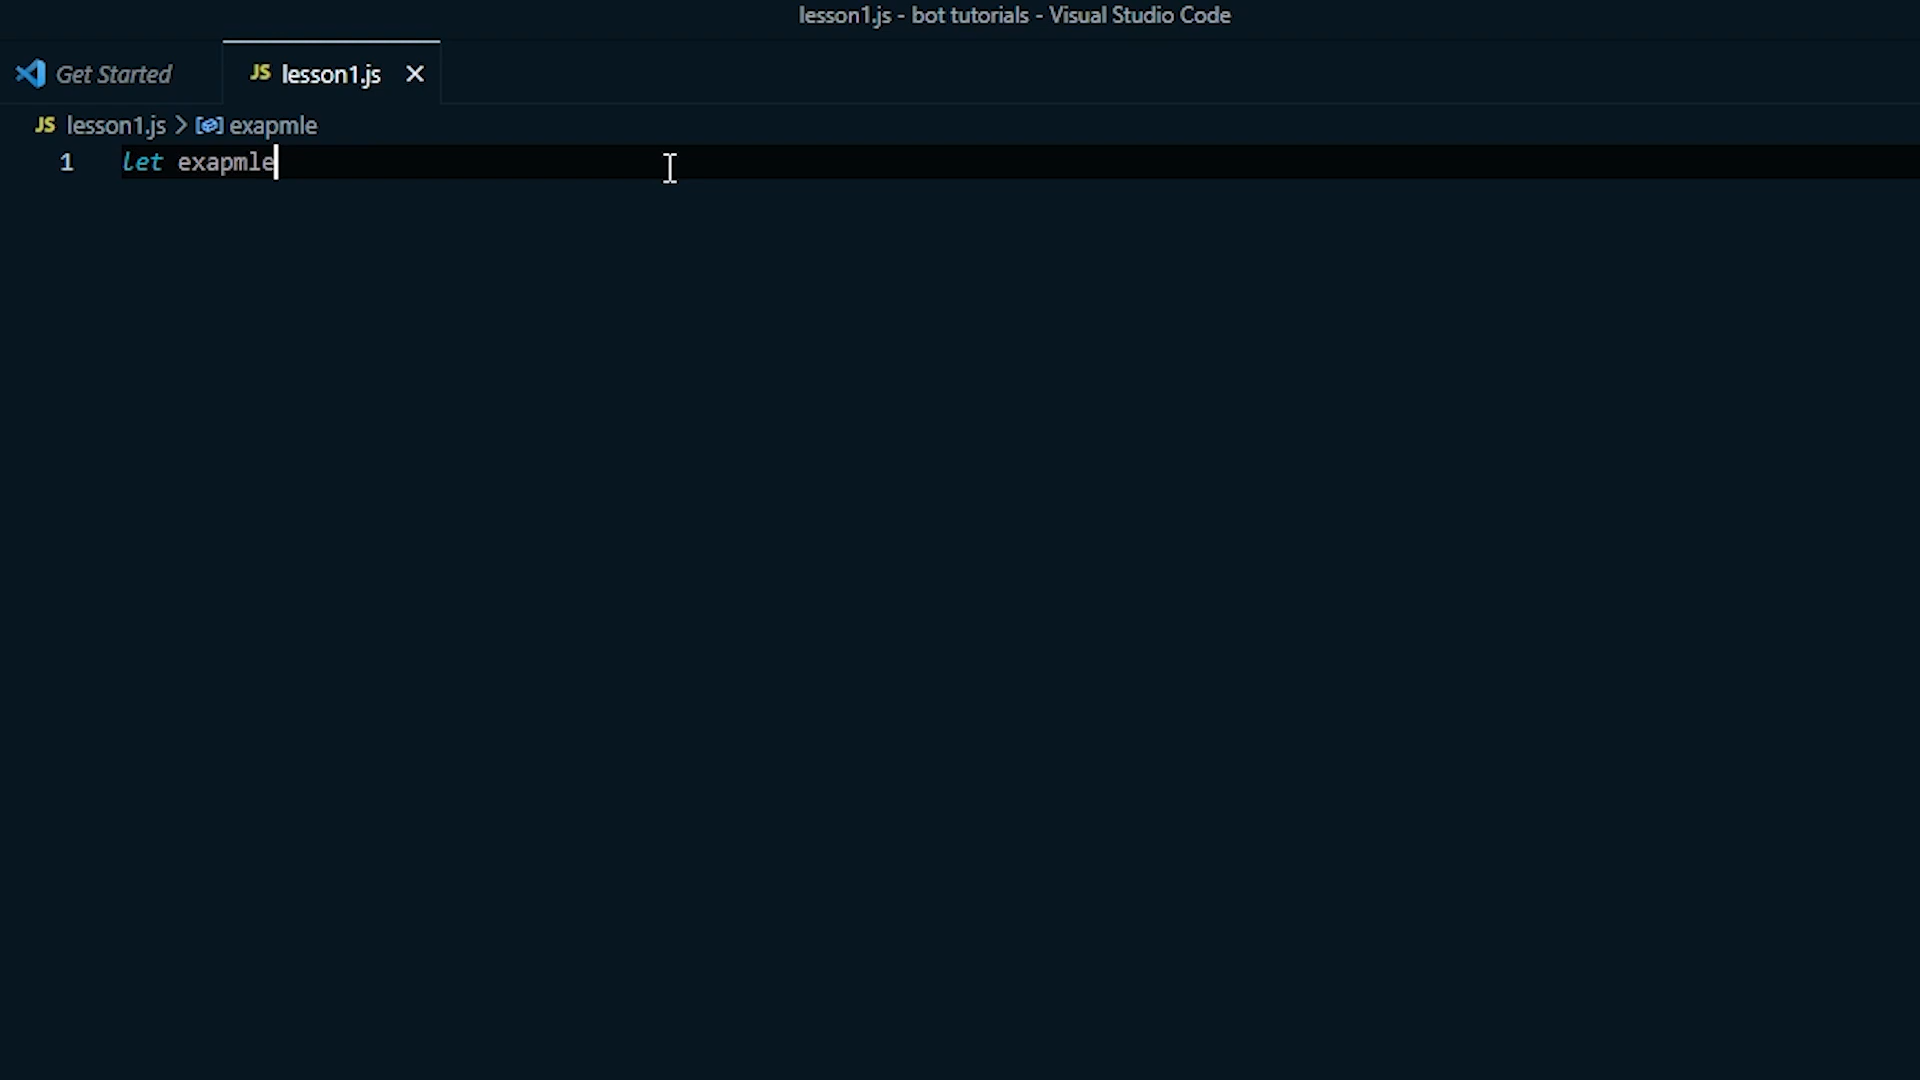 lesson1.js - bot tutorials - Visual Studio Code
Get Started
JS lesson1.js
JS lesson1.js > exapmle
1 let exapmle